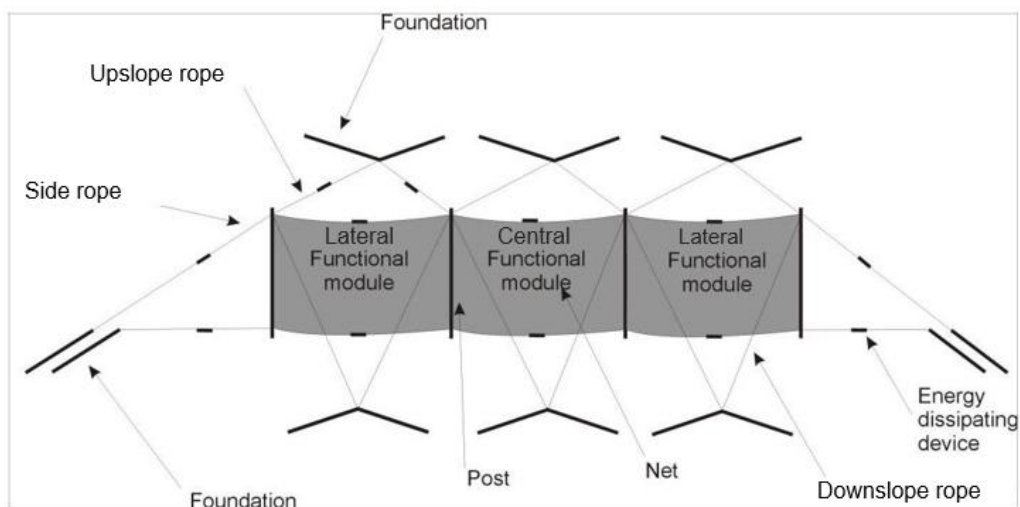 Foundation
Upslope rope
Side rope
Lateral
Functional
module
Central
Functional
module
Lateral
Functional
module
Energy
dissipating
device
Post
Net
Downslope rope
Foundation